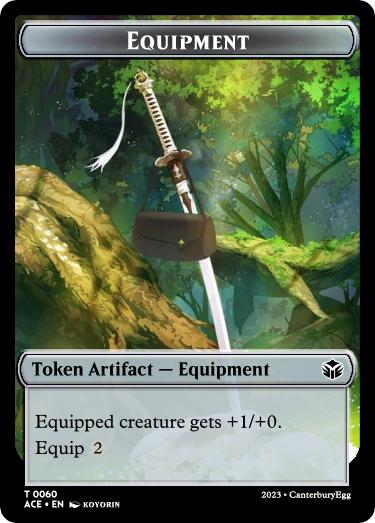 Equipment
Token Artifact — Equipment
Equipped creature gets +1/+0.
Equip 2
T 0060
ACE • EN KOYORIN
2023 • CanterburyEgg